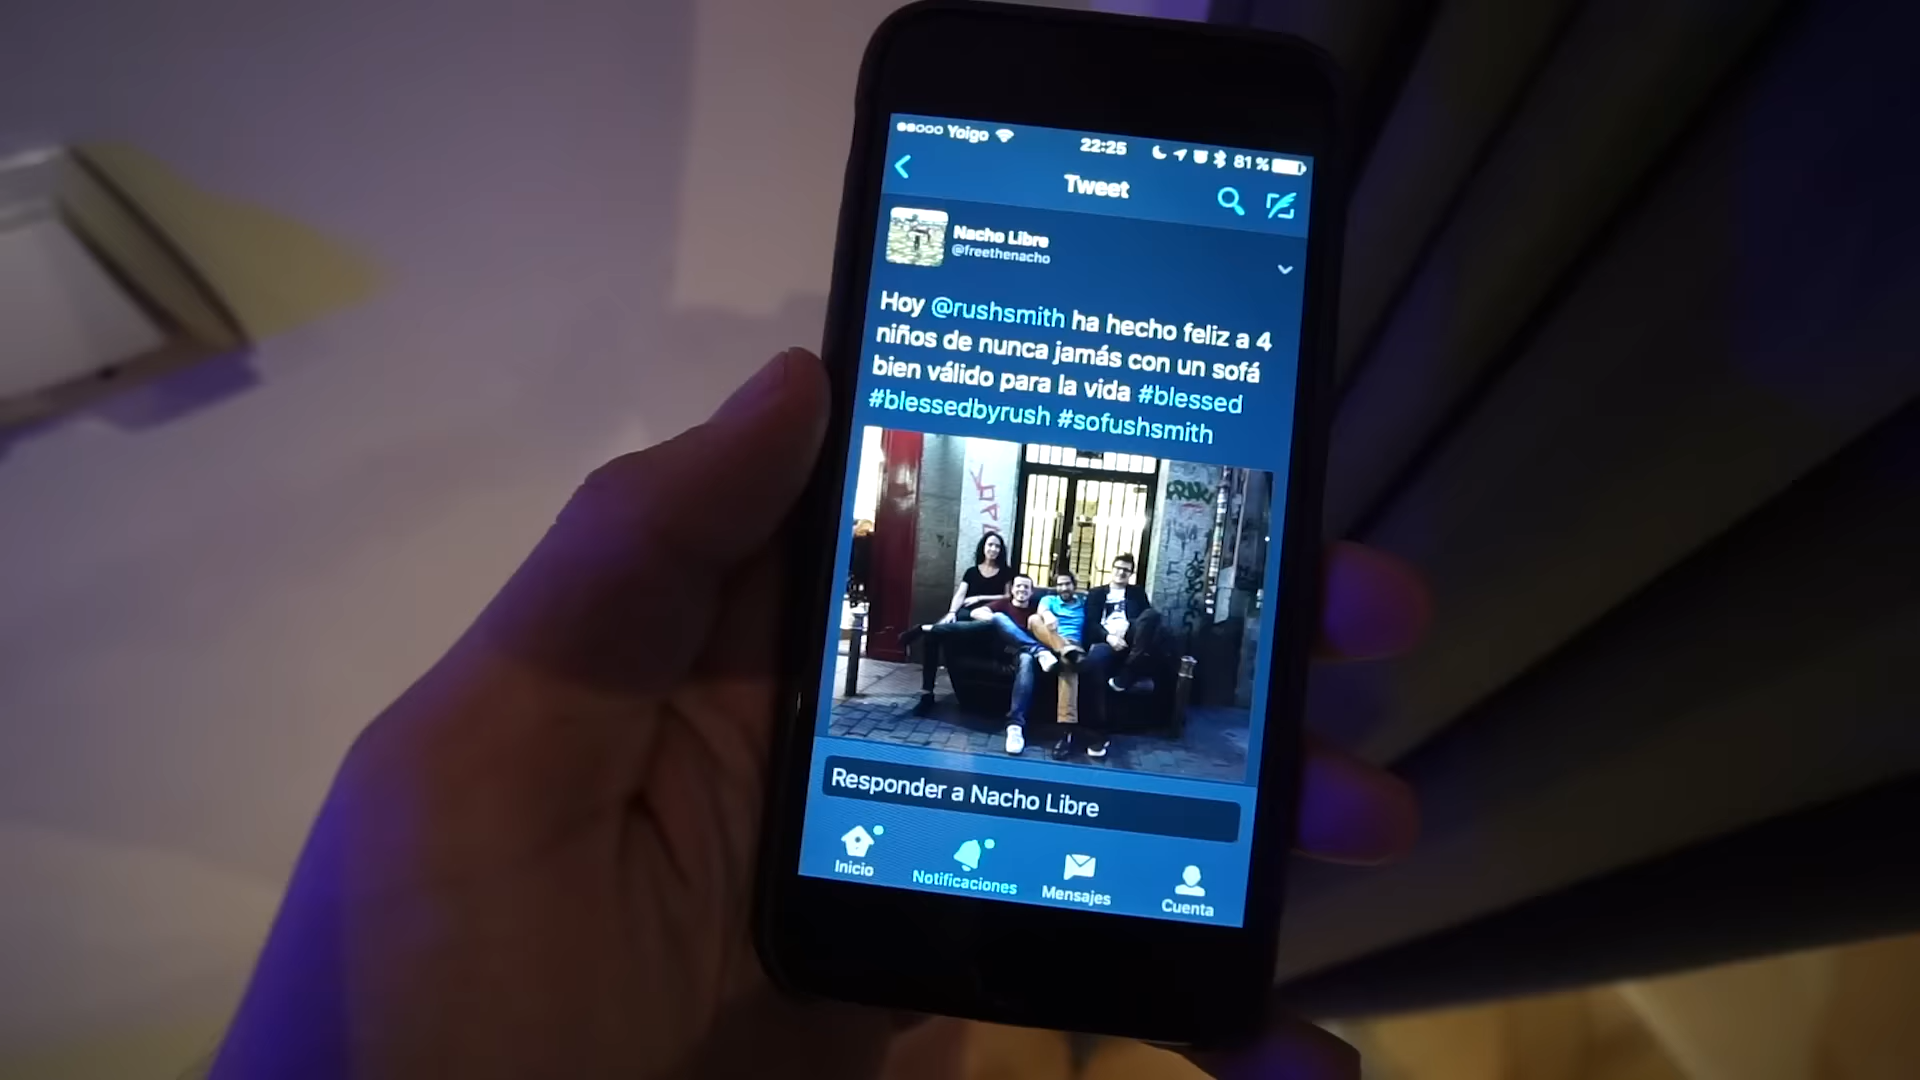 Yoigo 22:25 81 %
Tweet
Nacho Libre
@freethenacho
Hoy @rushsmith ha hecho feliz a 4
niños de nunca jamás con un sofá
bien válido para la vida #blessed
#blessedbyrush #sofushsmith
Responder a Nacho Libre
Inicio
Notificaciones
Mensajes
Cuenta